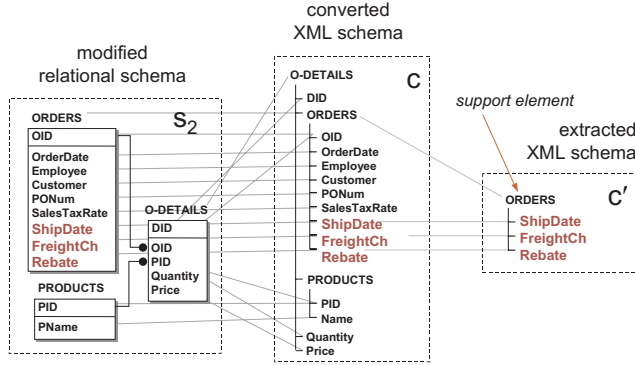 modified
relational schema
S2
ORDERS
OID
OrderDate
Employee
Customer
PONum
SalesTaxRate
ShipDate
FreightCh
Rebate
O-DETAILS
DID
OID
PID
Quantity
Price
PRODUCTS
PID
PName
converted
XML schema
C
O-DETAILS
DID
ORDERS
OID
OrderDate
Employee
Customer
PONum
SalesTaxRate
ShipDate
FreightCh
Rebate
PRODUCTS
PID
Name
Quantity
Price
support element
extracted
XML schema
C'
ORDERS
ShipDate
FreightCh
Rebate